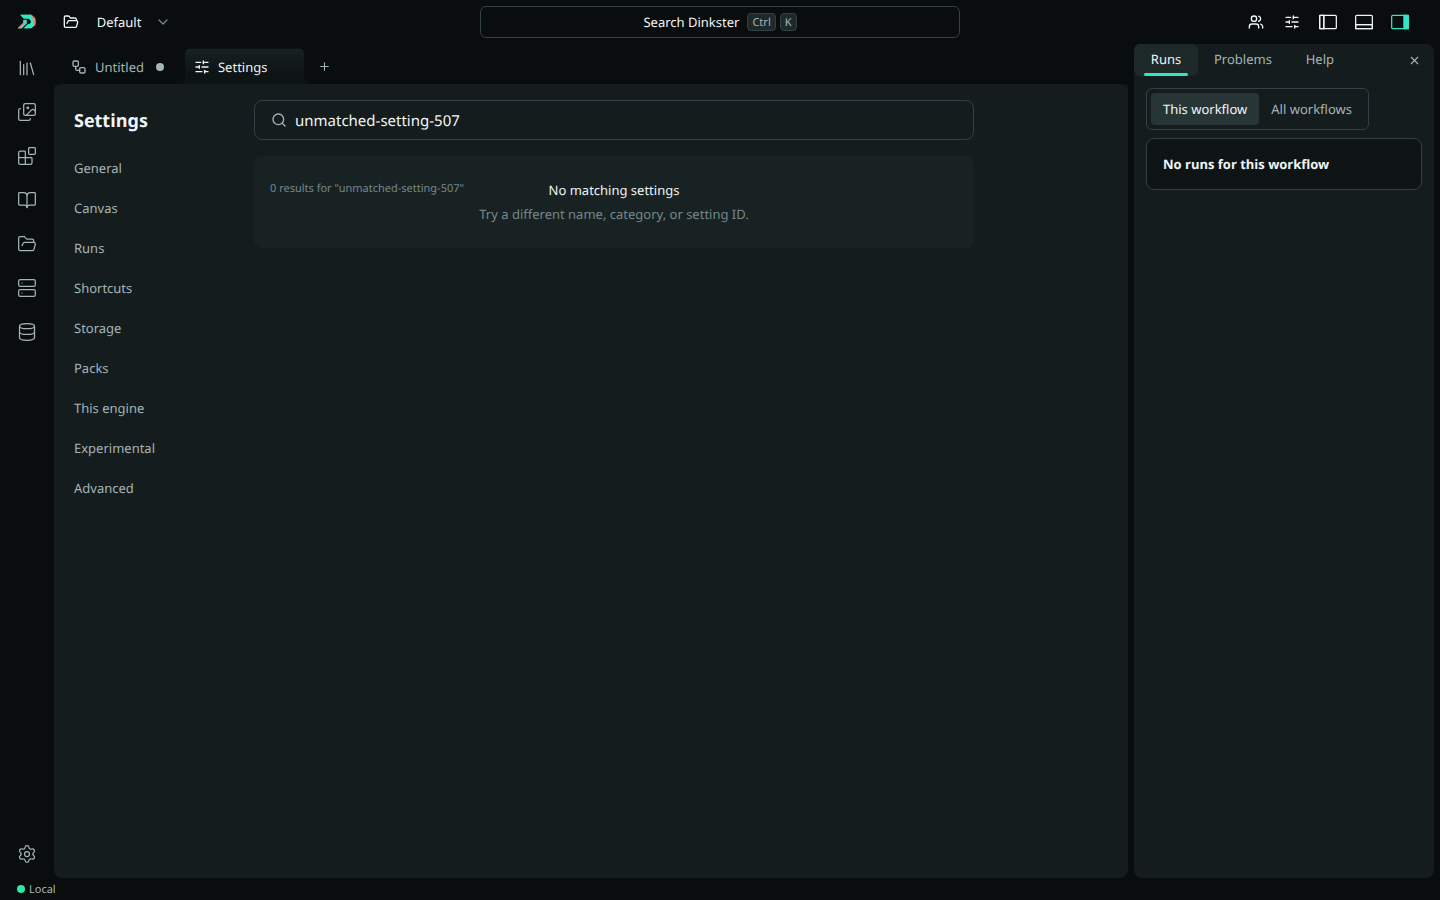 Default
Search Dinkster Ctrl K
Untitled
Settings
Settings
General
Canvas
Runs
Shortcuts
Storage
Packs
This engine
Experimental
Advanced
unmatched-setting-507
0 results for "unmatched-setting-507"
No matching settings
Try a different name, category, or setting ID.
Runs Problems Help
This workflow All workflows
No runs for this workflow
Local